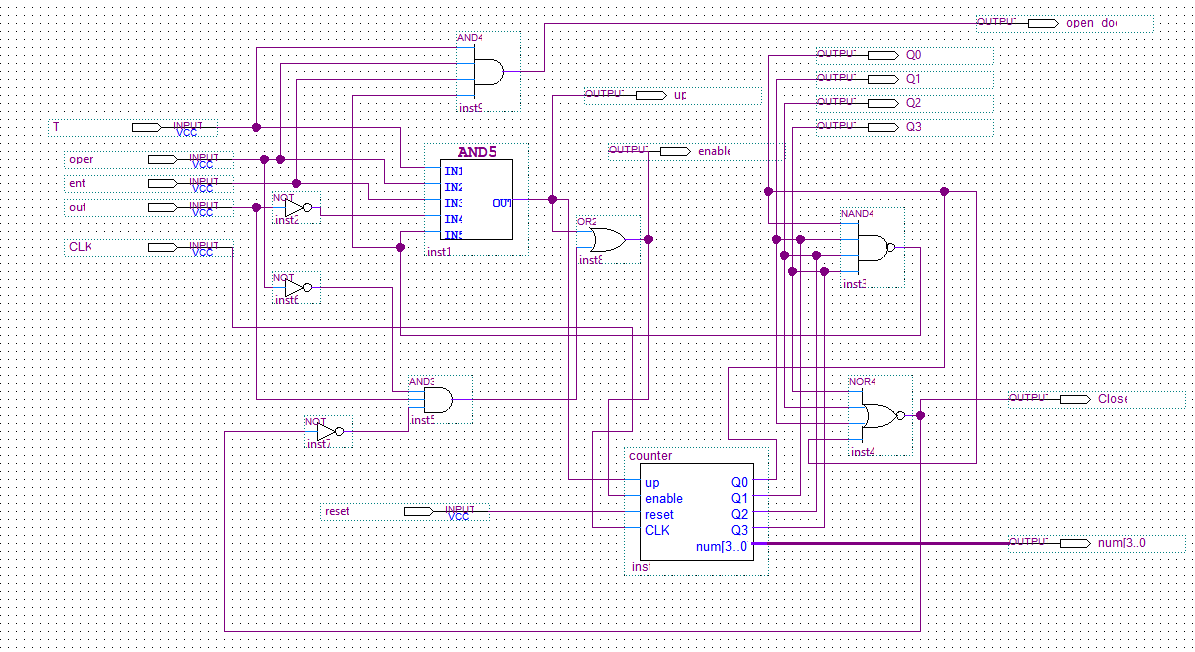 OUTPUT open_do
AND4
OUTPUT Q0
OUTPUT Q1
OUTPUT up
inst9
OUTPUT Q2
T INPUT VCC
OUTPUT Q3
AND5
OUTPUT enable
oper INPUT VCC
IN1
ent INPUT VCC
IN2
NOT
IN3 OUT
out INPUT VCC
inst2
IN4
NAND4
OR2
IN5
CLK INPUT VCC
inst1
inst8
NOT
inst3
inst6
AND3
NOR4
OUTPUT Close
NOT
inst5
inst7
inst4
counter
up Q0
enable Q1
reset INPUT VCC
reset Q2
CLK Q3
num[3..0
OUTPUT num[3..0
inst